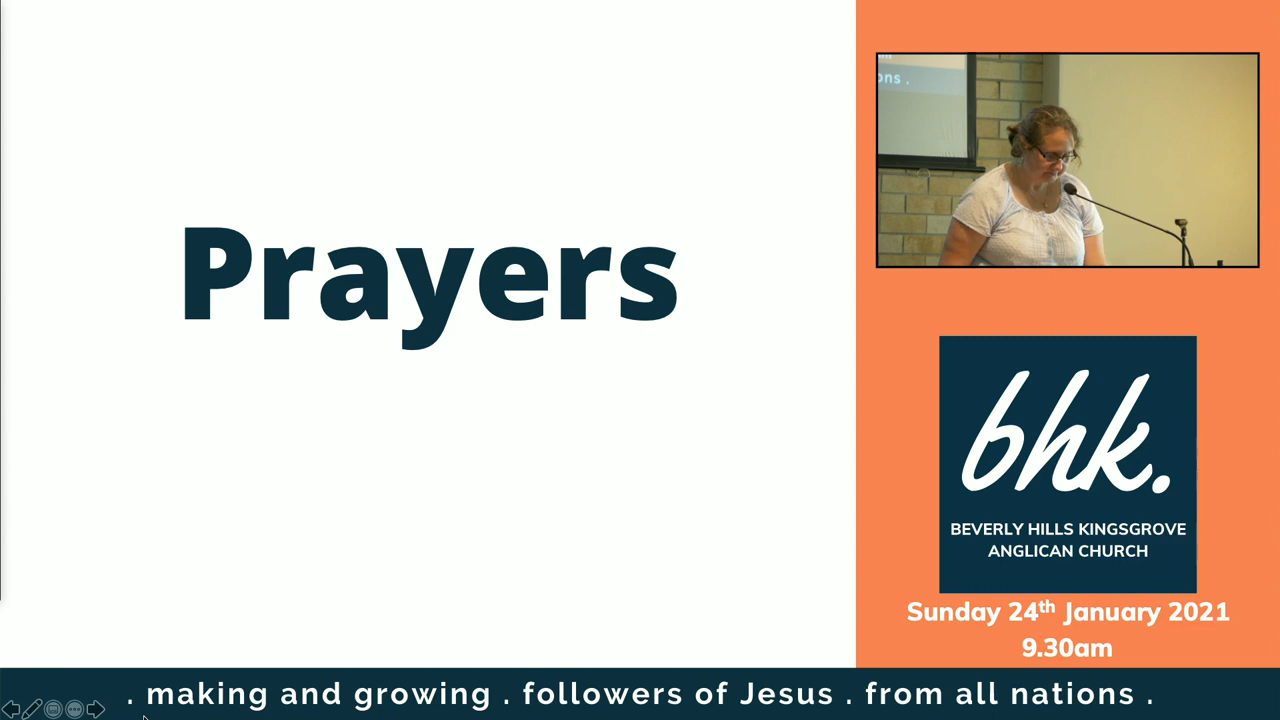 Prayers
ons .
bhk.
BEVERLY HILLS KINGSGROVE
ANGLICAN CHURCH
Sunday 24th January 2021
9.30am
. making and growing . followers of Jesus . from all nations .